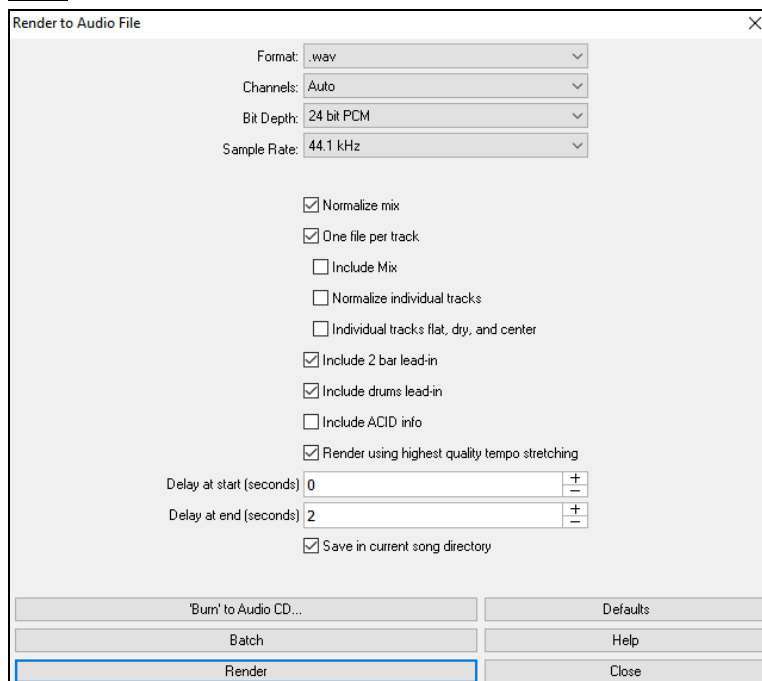 Render to Audio File
Format: .wav
Channels: Auto
Bit Depth: 24 bit PCM
Sample Rate: 44.1 kHz
Normalize mix
One file per track
Include Mix
Normalize individual tracks
Individual tracks flat, dry, and center
Include 2 bar lead-in
Include drums lead-in
Include ACID info
Render using highest quality tempo stretching
Delay at start (seconds) 0
Delay at end (seconds) 2
Save in current song directory
'Burn' to Audio CD... Defaults
Batch Help
Render Close